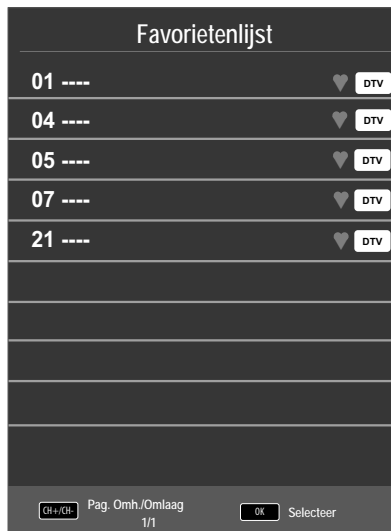 Favorietenlijst
01 ---- DTV
04 ---- DTV
05 ---- DTV
07 ---- DTV
21 ---- DTV
CH+/CH- Pag. Omh./Omlaag OK Selecteer
1/1